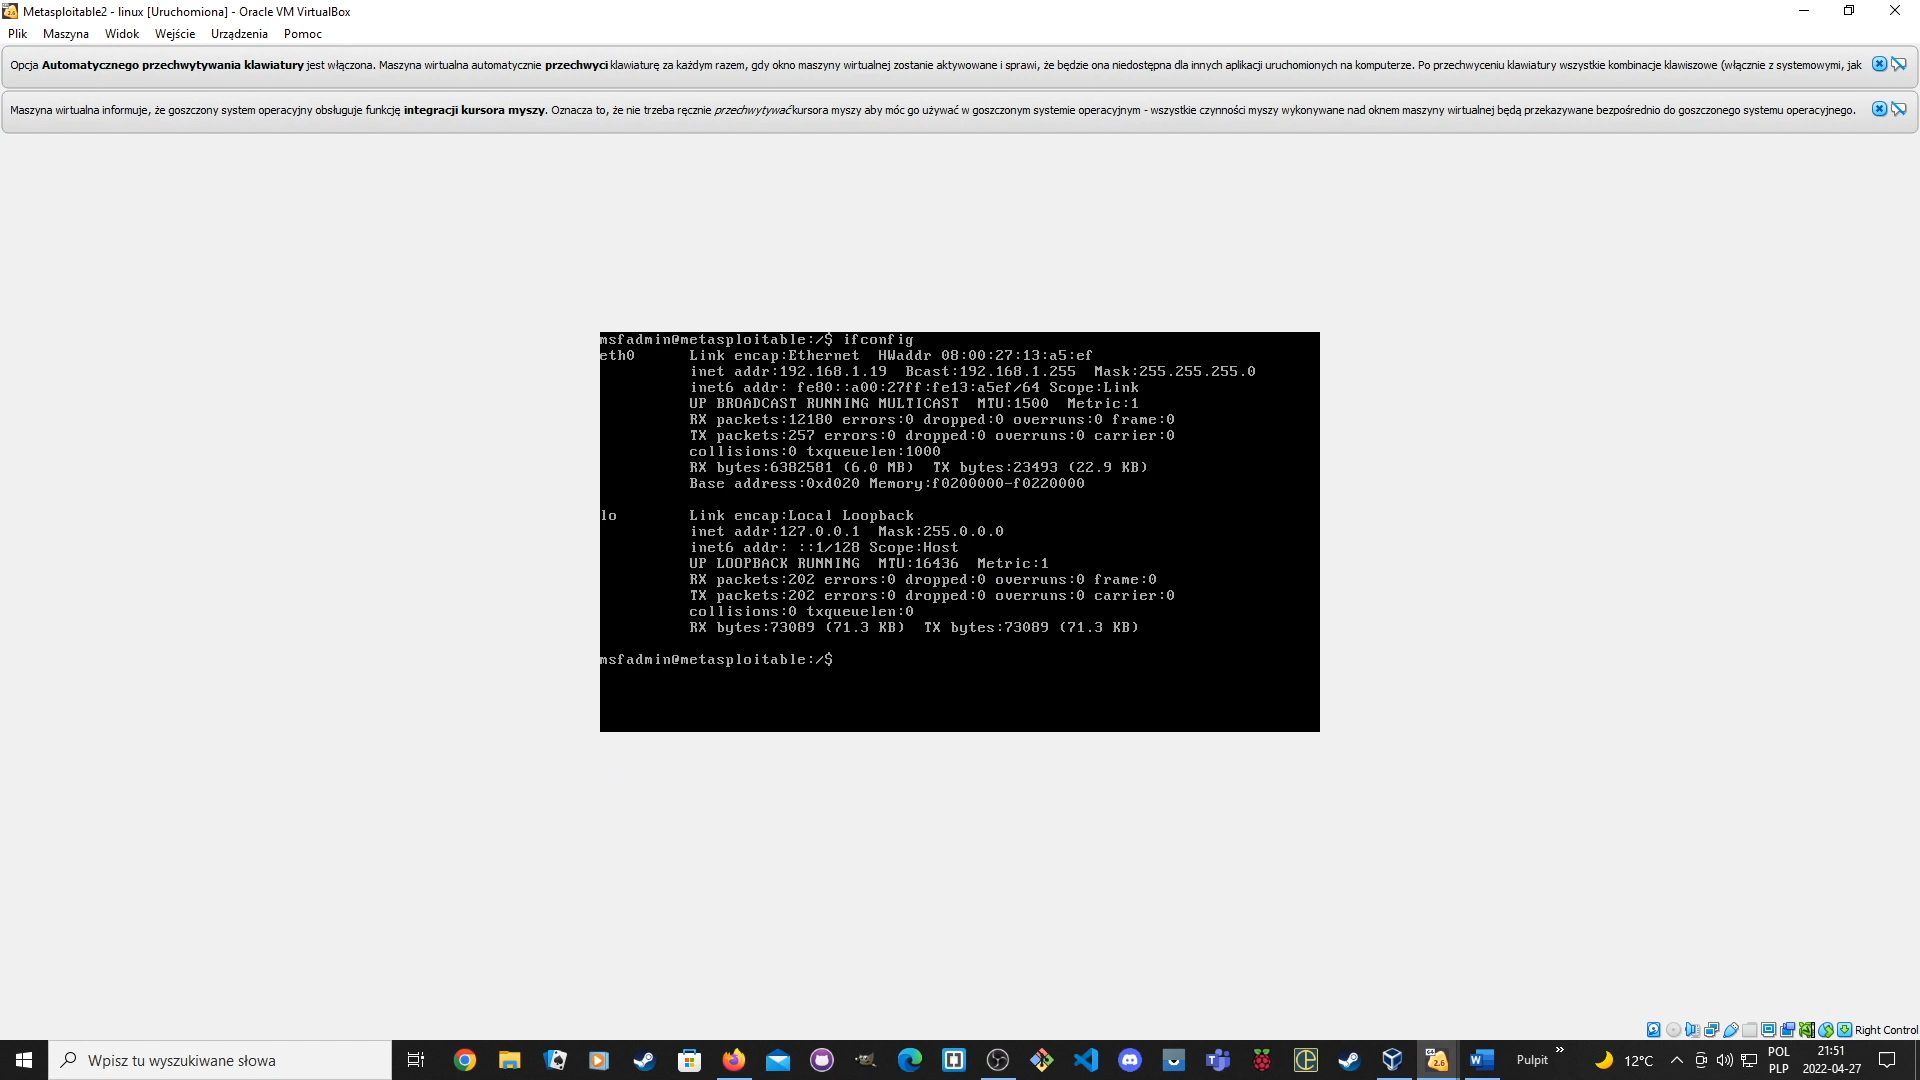 Metasploitable2 - linux [Uruchomiona] - Oracle VM VirtualBox
Plik Maszyna Widok Wejście Urządzenia Pomoc
Opcja Automatycznego przechwytywania klawiatury jest włączona. Maszyna wirtualna automatycznie przechwyci klawiaturę za każdym razem, gdy okno maszyny wirtualnej zostanie aktywowane i sprawi, że będzie ona niedostępna dla innych aplikacji uruchomionych na komputerze. Po przechwyceniu klawiatury wszystkie kombinacje klawiszowe (włącznie z systemowymi, jak
Maszyna wirtualna informuje, że goszczony system operacyjny obsługuje funkcję integracji kursora myszy. Oznacza to, że nie trzeba ręcznie przechwytywać kursora myszy aby móc go używać w goszczonym systemie operacyjnym - wszystkie czynności myszy wykonywane nad oknem maszyny wirtualnej będą przekazywane bezpośrednio do goszczonego systemu operacyjnego.
msfadmin@metasploitable:/$ ifconfig
eth0 Link encap:Ethernet HWaddr 08:00:27:13:a5:ef
inet addr:192.168.1.19 Bcast:192.168.1.255 Mask:255.255.255.0
inet6 addr: fe80::a00:27ff:fe13:a5ef/64 Scope:Link
UP BROADCAST RUNNING MULTICAST MTU:1500 Metric:1
RX packets:12180 errors:0 dropped:0 overruns:0 frame:0
TX packets:257 errors:0 dropped:0 overruns:0 carrier:0
collisions:0 txqueuelen:1000
RX bytes:6382581 (6.0 MB) TX bytes:23493 (22.9 KB)
Base address:0xd020 Memory:f0200000-f0220000
lo Link encap:Local Loopback
inet addr:127.0.0.1 Mask:255.0.0.0
inet6 addr: ::1/128 Scope:Host
UP LOOPBACK RUNNING MTU:16436 Metric:1
RX packets:202 errors:0 dropped:0 overruns:0 frame:0
TX packets:202 errors:0 dropped:0 overruns:0 carrier:0
collisions:0 txqueuelen:0
RX bytes:73089 (71.3 KB) TX bytes:73089 (71.3 KB)
msfadmin@metasploitable:/$
Right Control
Wpisz tu wyszukiwane słowa
Pulpit
12°C
POL
PLP
21:51
2022-04-27